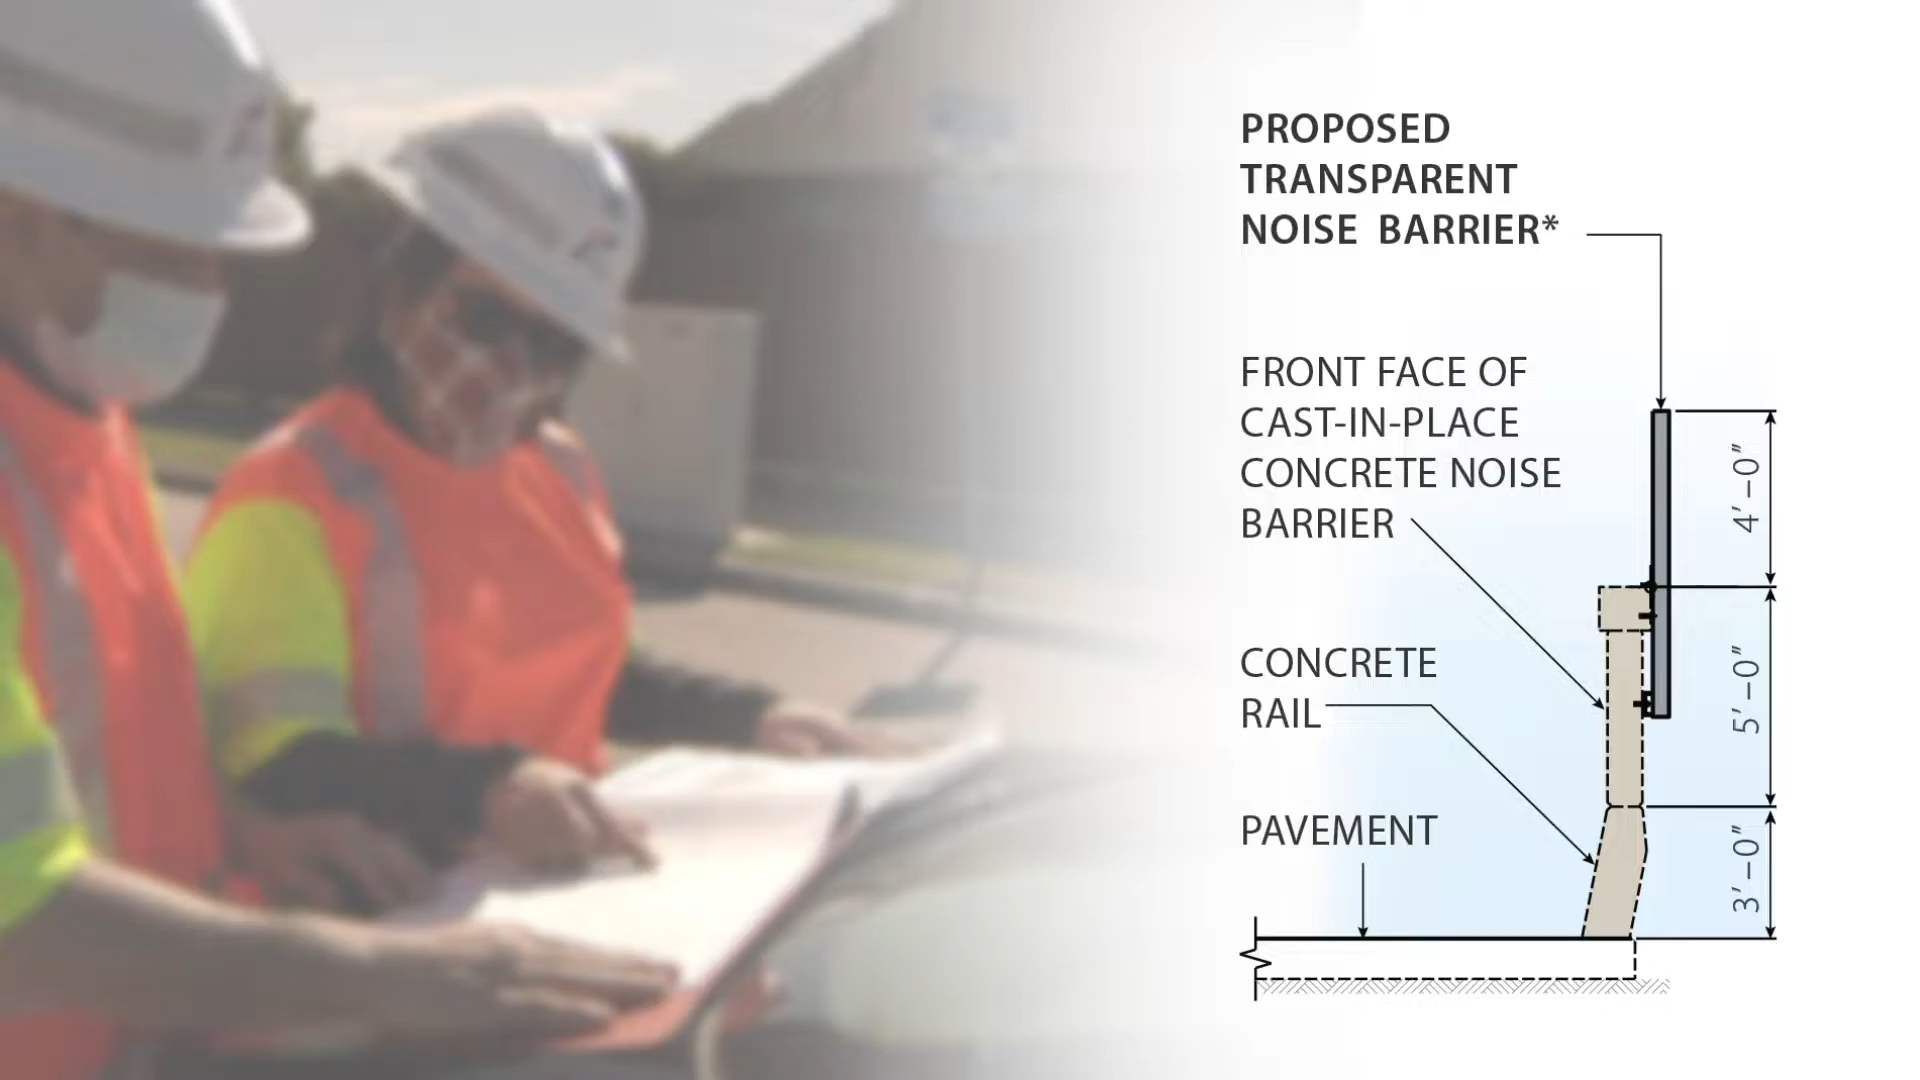 PROPOSED
TRANSPARENT
NOISE BARRIER*
FRONT FACE OF
CAST-IN-PLACE
CONCRETE NOISE
BARRIER
CONCRETE
RAIL
PAVEMENT
4’–0”
5’–0”
3’–0”